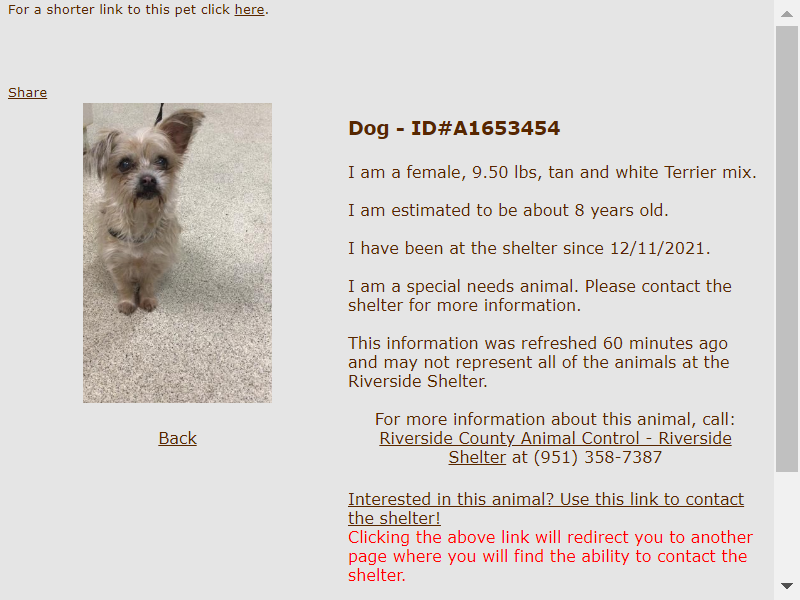 For a shorter link to this pet click here.
Share
Dog - ID#A1653454
I am a female, 9.50 lbs, tan and white Terrier mix.
I am estimated to be about 8 years old.
I have been at the shelter since 12/11/2021.
I am a special needs animal. Please contact the
shelter for more information.
This information was refreshed 60 minutes ago
and may not represent all of the animals at the
Riverside Shelter.
For more information about this animal, call:
Riverside County Animal Control - Riverside
Shelter at (951) 358-7387
Back
Interested in this animal? Use this link to contact
the shelter!
Clicking the above link will redirect you to another
page where you will find the ability to contact the
shelter.